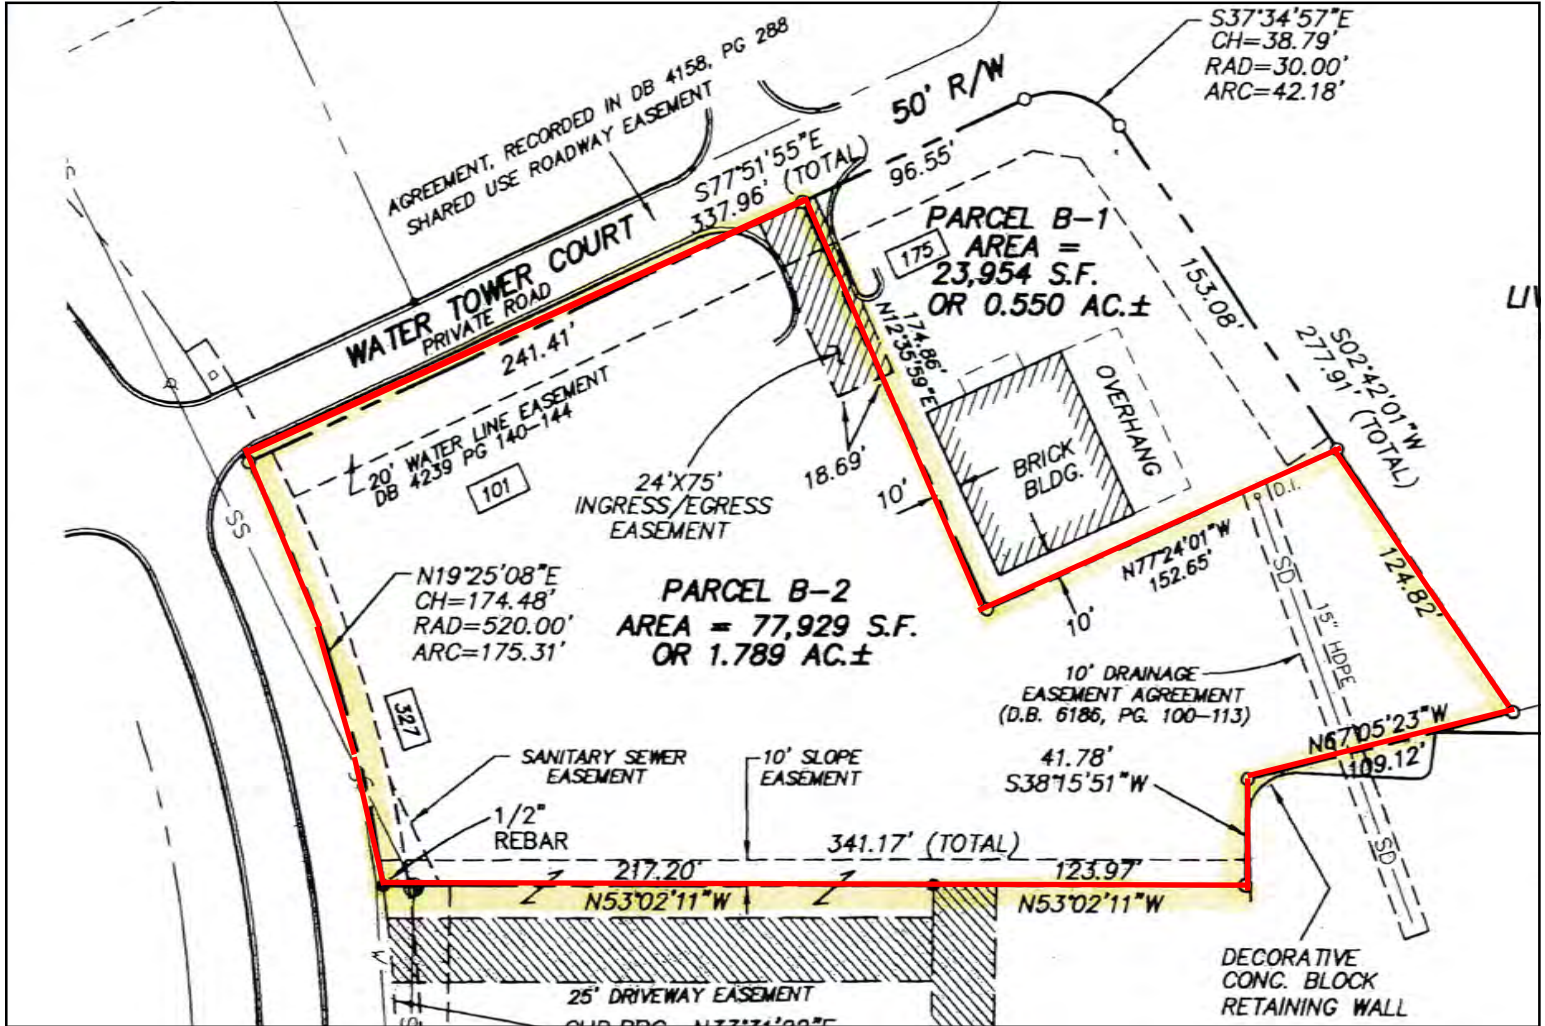 S37°34'57"E
CH=38.79'
RAD=30.00'
ARC=42.18'
AGREEMENT, RECORDED IN DB 4158, PG 288
SHARED USE ROADWAY EASEMENT
50' R/W
S77°51'55"E
337.96' (TOTAL)
96.55'
WATER TOWER COURT
PRIVATE ROAD
241.41'
PARCEL B-1
AREA =
23,954 S.F.
OR 0.550 AC.±
175
153.08'
S02°42'01"W
277.91' (TOTAL)
174.86'
N12°35'59"E
20' WATER LINE EASEMENT
DB 4239 PG 140-144
101
24'X75'
INGRESS/EGRESS
EASEMENT
18.69'
10'
BRICK
BLDG.
OVERHANG
D.I.
N77°24'01"W
152.65'
10'
SS
SD
15" HDPE
124.82'
N19°25'08"E
CH=174.48'
RAD=520.00'
ARC=175.31'
PARCEL B-2
AREA = 77,929 S.F.
OR 1.789 AC.±
327
10' DRAINAGE
EASEMENT AGREEMENT
(D.B. 6186, PG. 100-113)
N67°05'23"W
109.12'
SANITARY SEWER
EASEMENT
10' SLOPE
EASEMENT
41.78'
S38°15'51"W
1/2"
REBAR
341.17' (TOTAL)
217.20'
N53°02'11"W
123.97'
N53°02'11"W
SD
W
25' DRIVEWAY EASEMENT
DECORATIVE
CONC. BLOCK
RETAINING WALL